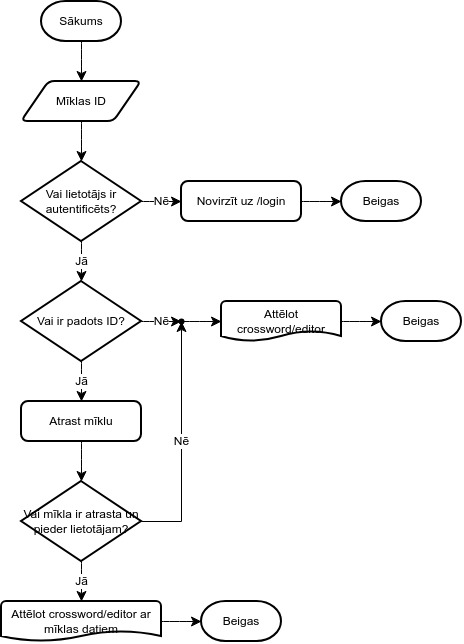 Sākums
Mīklas ID
Vai lietotājs ir
autentificēts?
Nē
Novirzīt uz /login
Beigas
Jā
Vai ir padots ID?
Nē
Attēlot
crossword/editor
Beigas
Jā
Atrast mīklu
Nē
Vai mīkla ir atrasta un
pieder lietotājam?
Jā
Attēlot crossword/editor ar
mīklas datiem
Beigas